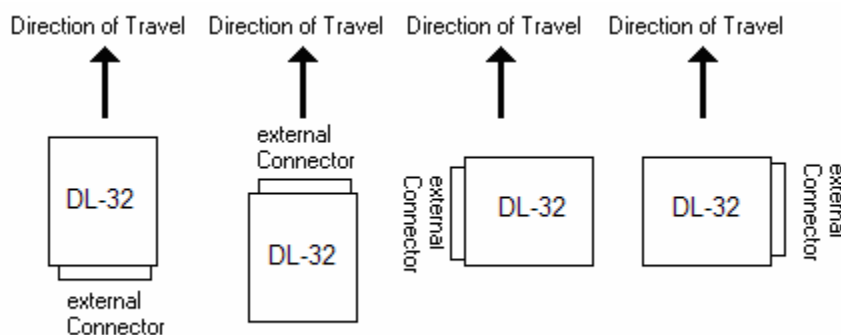 Direction of Travel
Direction of Travel
Direction of Travel
Direction of Travel
DL-32
external
Connector
external
Connector
DL-32
external
Connector
DL-32
DL-32
external
Connector